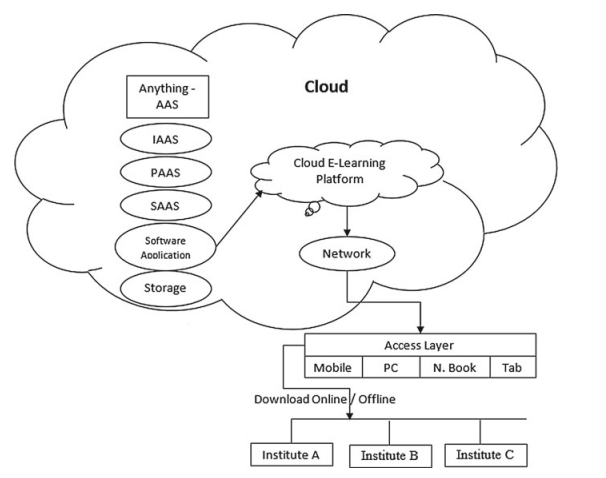 Cloud
Anything -
AAS
IAAS
PAAS
SAAS
Software
Application
Storage
Cloud E-Learning
Platform
Network
Access Layer
Mobile
PC
N. Book
Tab
Download Online / Offline
Institute A
Institute B
Institute C